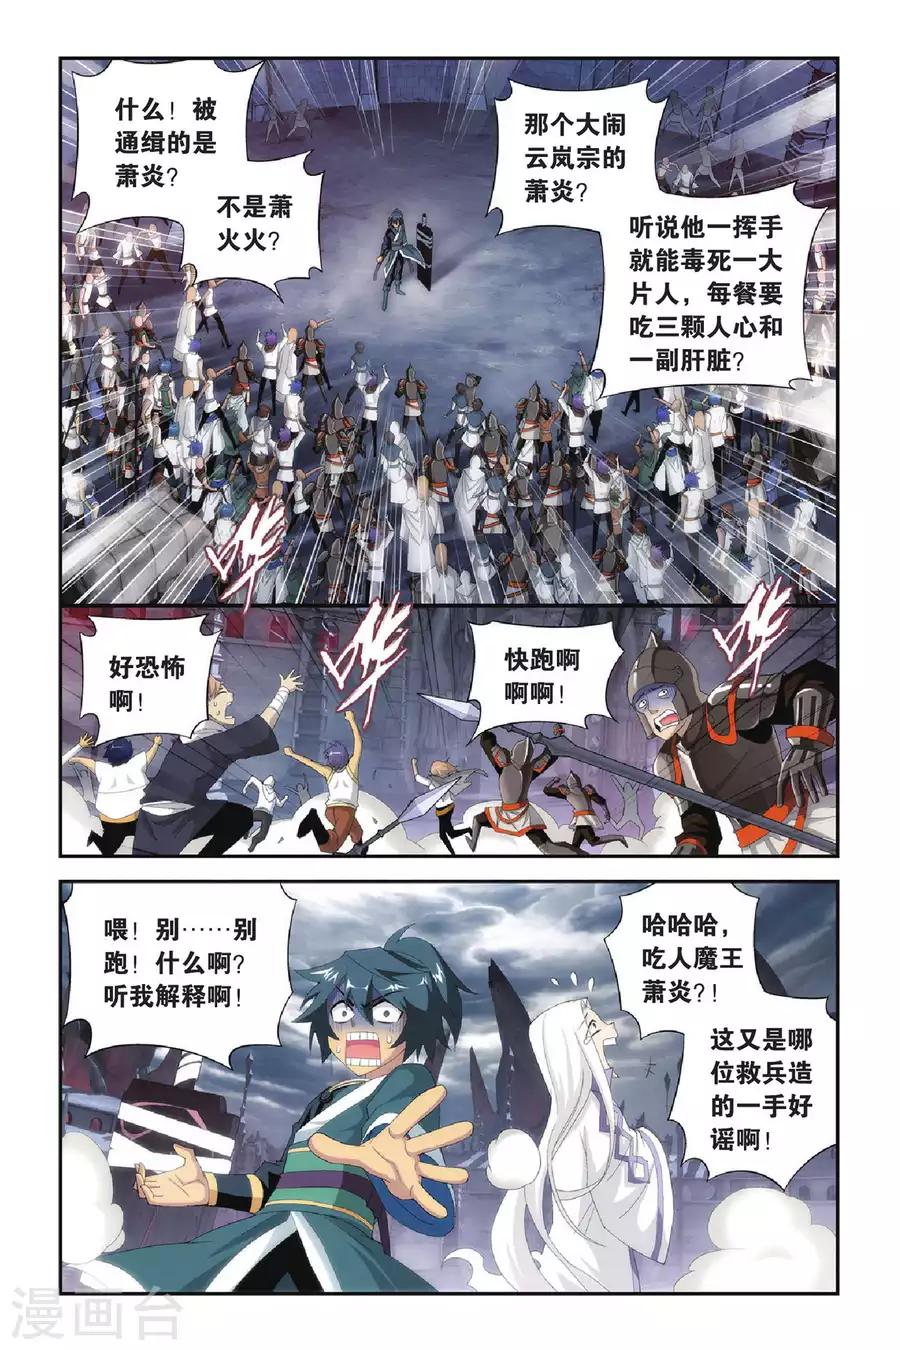 什么！被
通缉的是
萧炎？
不是萧
火火？
那个大闹
云岚宗的
萧炎？
听说他一挥手
就能毒死一大
片人，每餐要
吃三颗人心和
一副肝脏？
哗
好恐怖
啊！
哗
快跑啊
啊啊！
哗
喂！别……别
跑！什么啊？
听我解释啊！
哈哈哈，
吃人魔王
萧炎？！
这又是哪
位救兵造
的一手好
谣啊！
漫画台